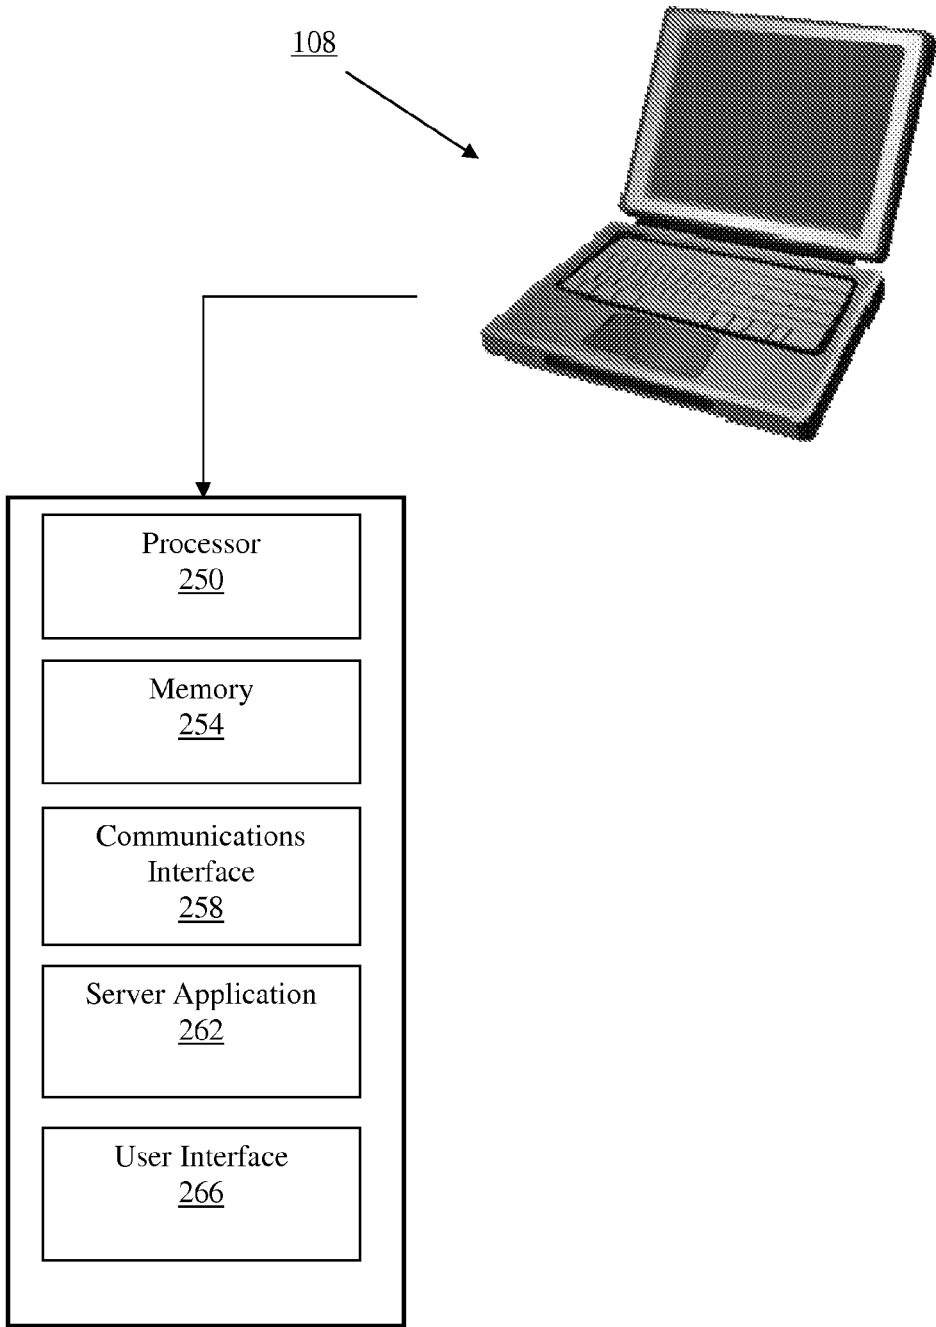 108
Processor
250
Memory
254
Communications
Interface
258
Server Application
262
User Interface
266